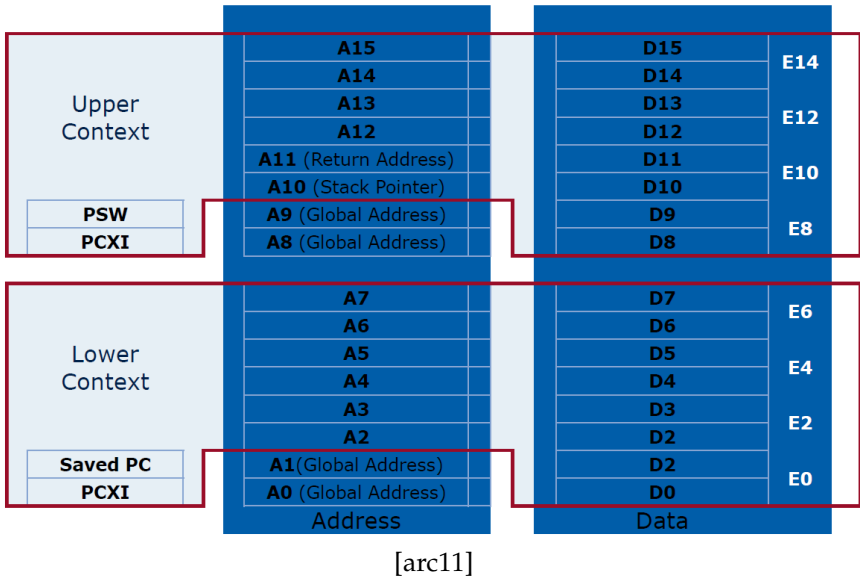 A15 D15
E14
A14 D14
Upper
Context
A13 D13
E12
A12 D12
A11 (Return Address) D11
E10
A10 (Stack Pointer) D10
PSW A9 (Global Address) D9
E8
PCXI A8 (Global Address) D8
A7 D7
E6
A6 D6
Lower
Context
A5 D5
E4
A4 D4
A3 D3
E2
A2 D2
Saved PC A1(Global Address) D2
E0
PCXI A0 (Global Address) D0
Address Data
[arc11]